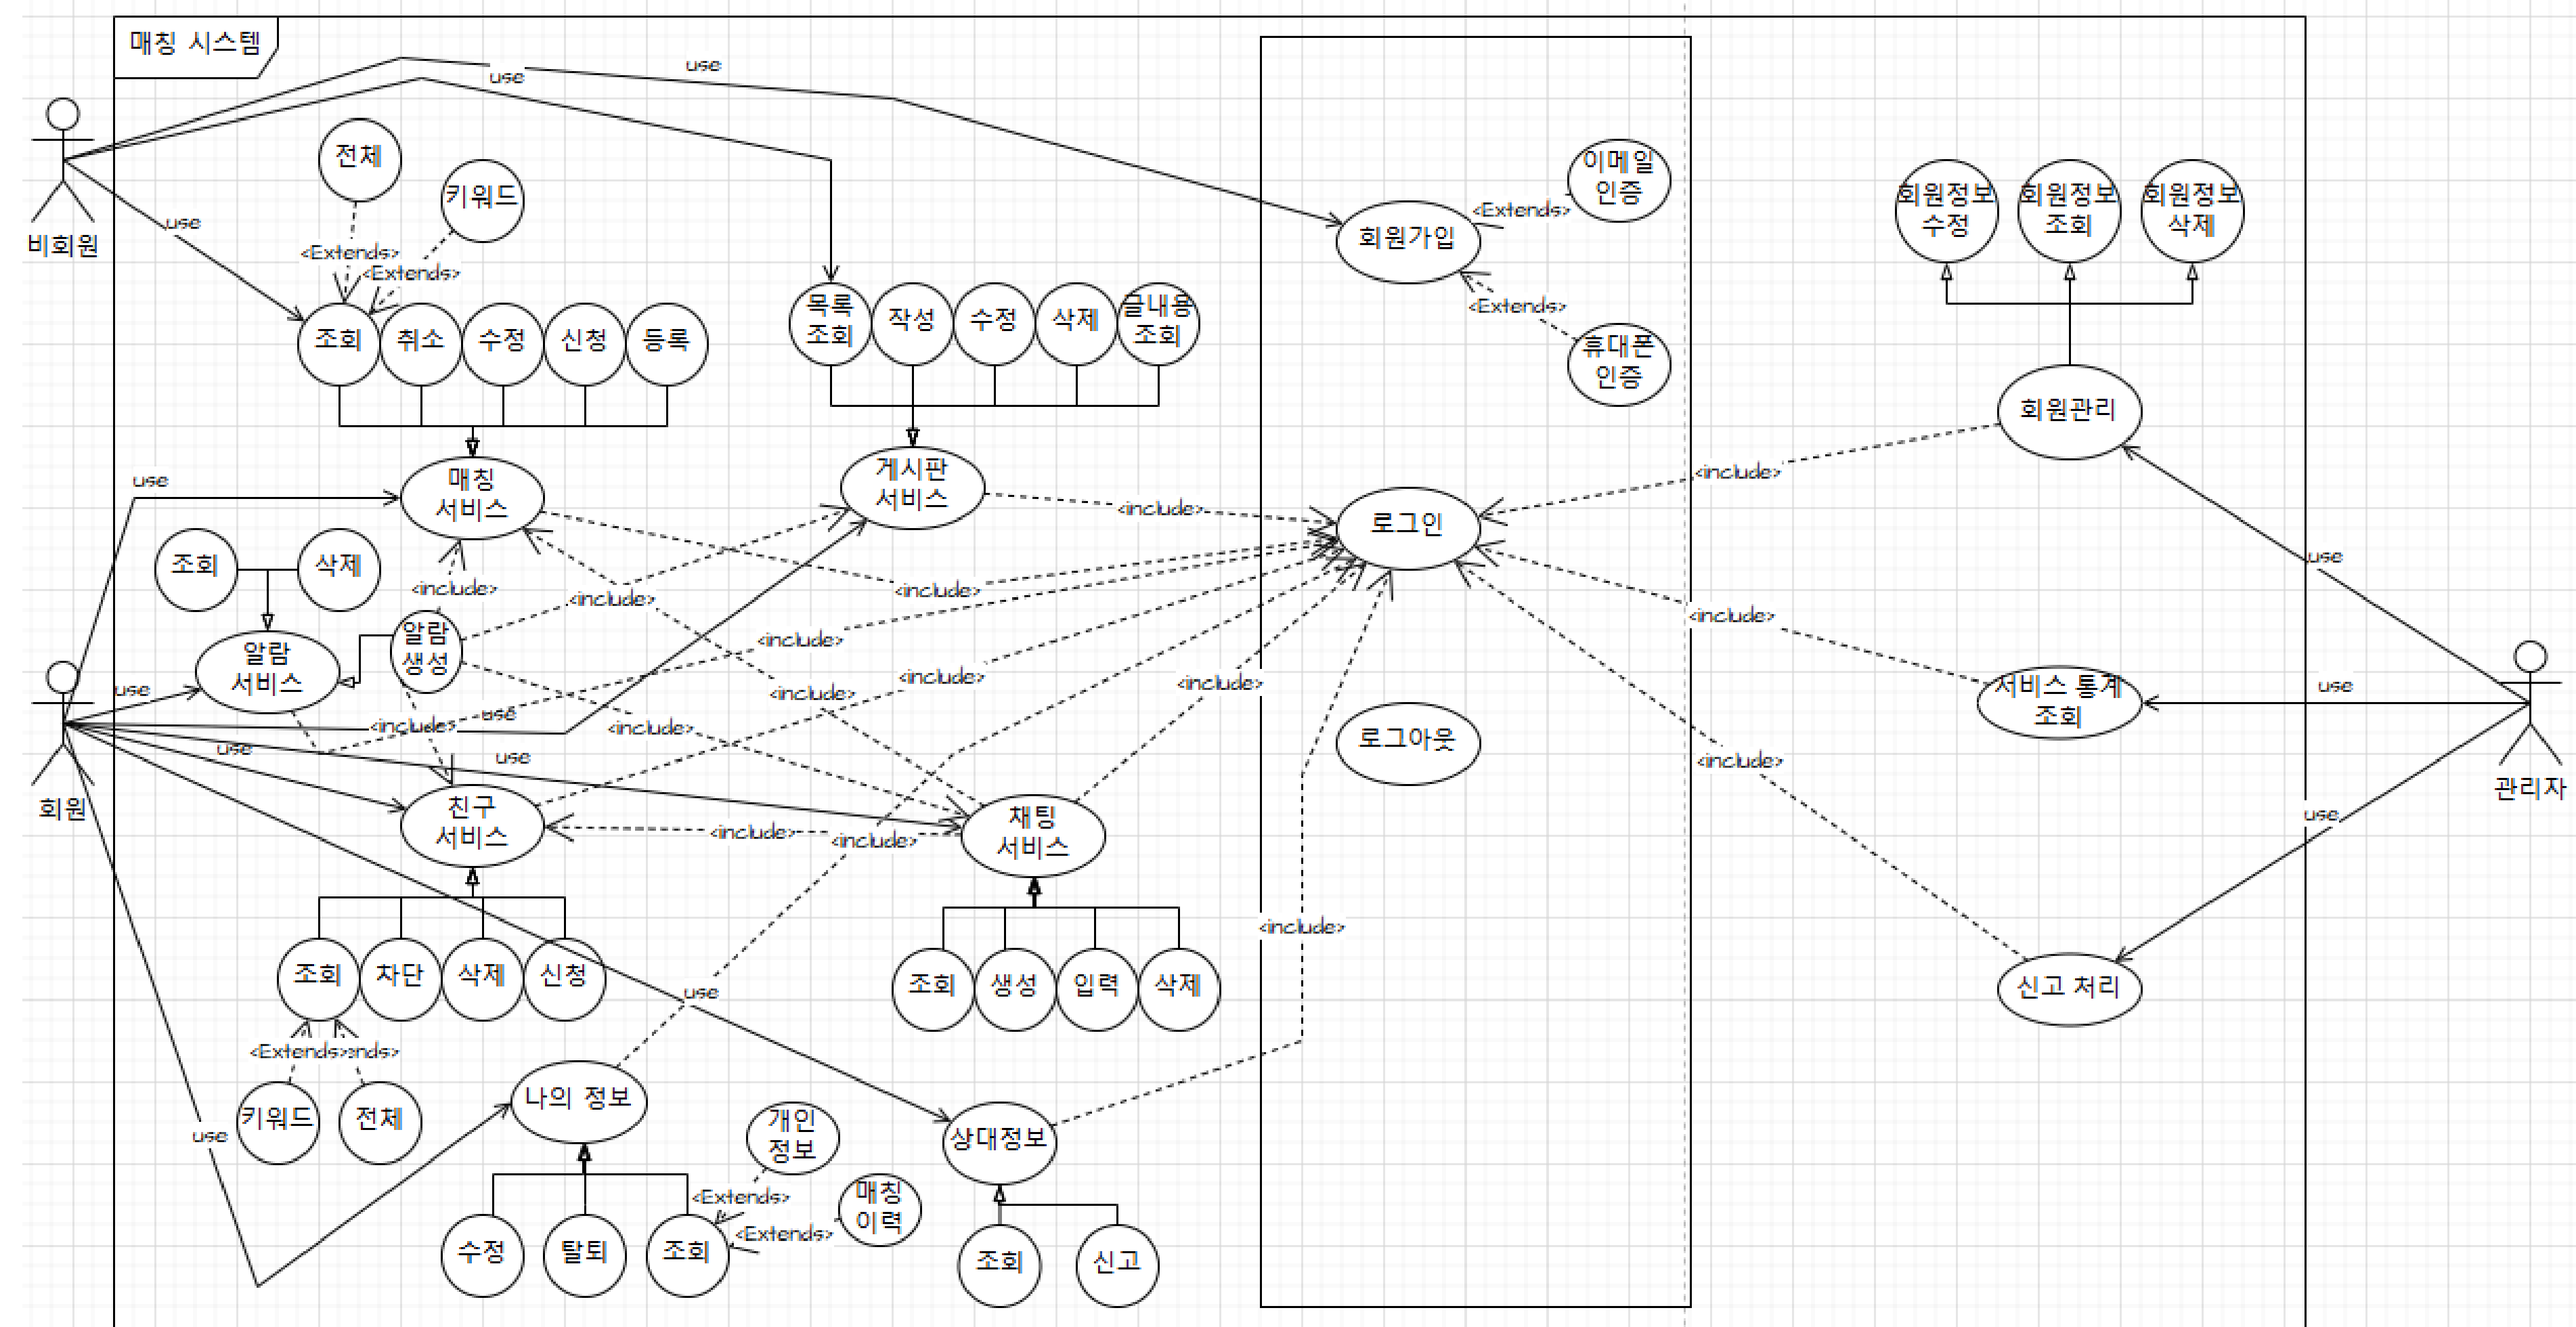 매칭 시스템
use
use
비회원
use
전체
키워드
<Extends>
<Extends>
조회
취소
수정
신청
등록
목록
조회
작성
수정
삭제
글내용
조회
매칭
서비스
게시판
서비스
use
조회
삭제
알람
서비스
알람
생성
<include>
<include>
<include>
<include>
<include>
<include>
<include>
<include>
<include>
<include>
<include>
<include>
<include>
회원
use
use
use
use
use
use
친구
서비스
조회
차단
삭제
신청
<Extends>
ends>
키워드
전체
채팅
서비스
조회
생성
입력
삭제
나의 정보
수정
탈퇴
조회
개인
정보
매칭
이력
<Extends>
<Extends>
상대정보
조회
신고
회원가입
이메일
인증
<Extends>
<Extends>
휴대폰
인증
로그인
로그아웃
회원정보
수정
회원정보
조회
회원정보
삭제
회원관리
<include>
<include>
<include>
서비스 통계
조회
신고 처리
use
use
use
관리자